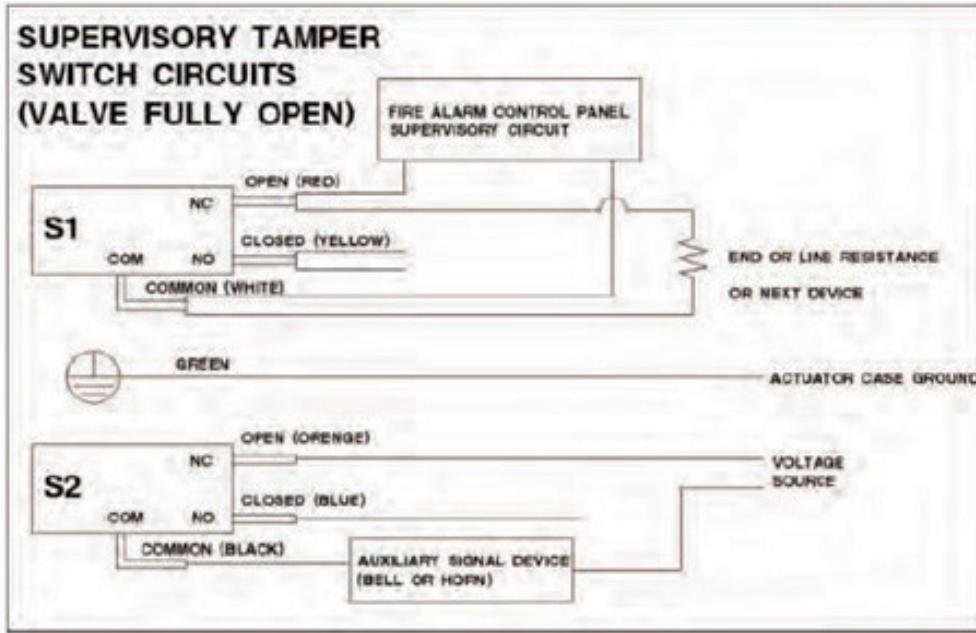 SUPERVISORY TAMPER
SWITCH CIRCUITS
(VALVE FULLY OPEN)
FIRE ALARM CONTROL PANEL
SUPERVISORY CIRCUIT
OPEN (RED)
NC
S1
CLOSED (YELLOW)
COM NO
COMMON (WHITE)
END OR LINE RESISTANCE
OR NEXT DEVICE
GREEN
ACTUATOR CASE GROUND
OPEN (ORENGE)
NC
VOLTAGE
SOURCE
S2
CLOSED (BLUE)
COM NO
COMMON (BLACK)
AUXILIARY SIGNAL DEVICE
(BELL OR HORN)